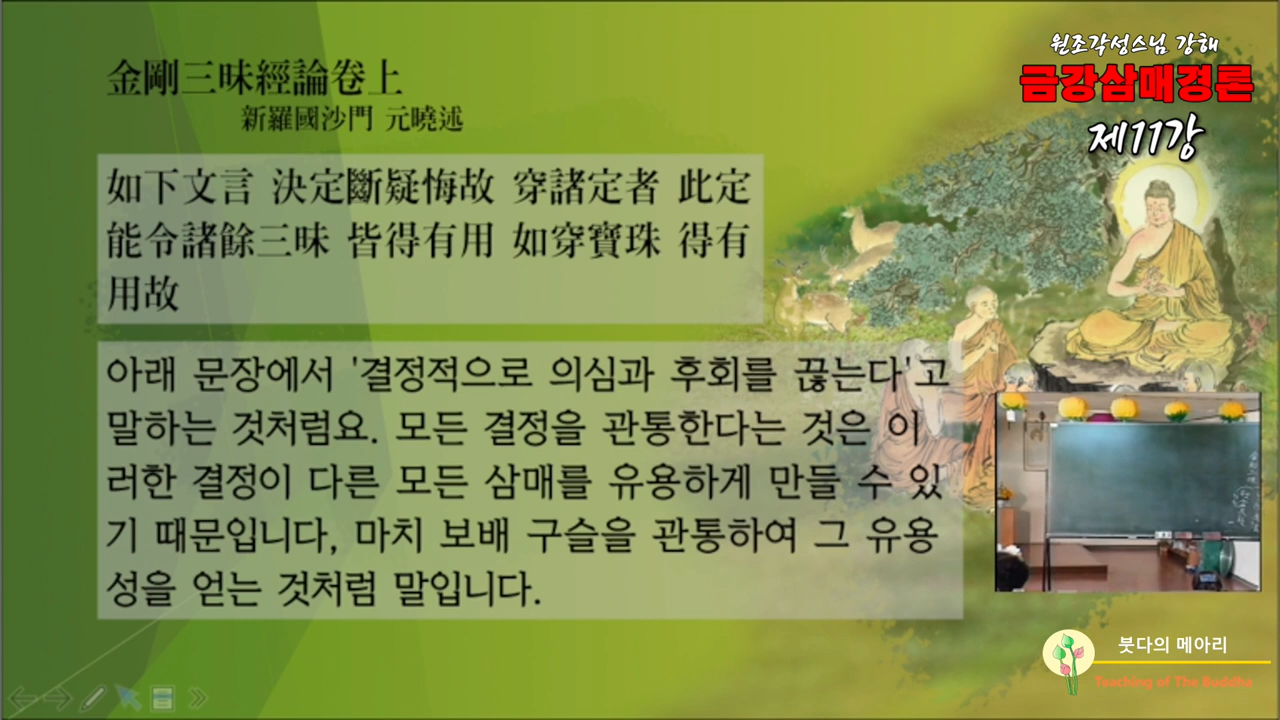 金剛三昧經論卷上
新羅國沙門 元曉述
원조각성스님 강해
금강삼매경론
제11강
如下文言 決定斷疑悔故 穿諸定者 此定
能令諸餘三昧 皆得有用 如穿寶珠 得有
用故
아래 문장에서 '결정적으로 의심과 후회를 끊는다'고
말하는 것처럼요. 모든 결정을 관통한다는 것은 이
러한 결정이 다른 모든 삼매를 유용하게 만들 수 있
기 때문입니다, 마치 보배 구슬을 관통하여 그 유용
성을 얻는 것처럼 말입니다.
붓다의 메아리
Teaching of The Buddha